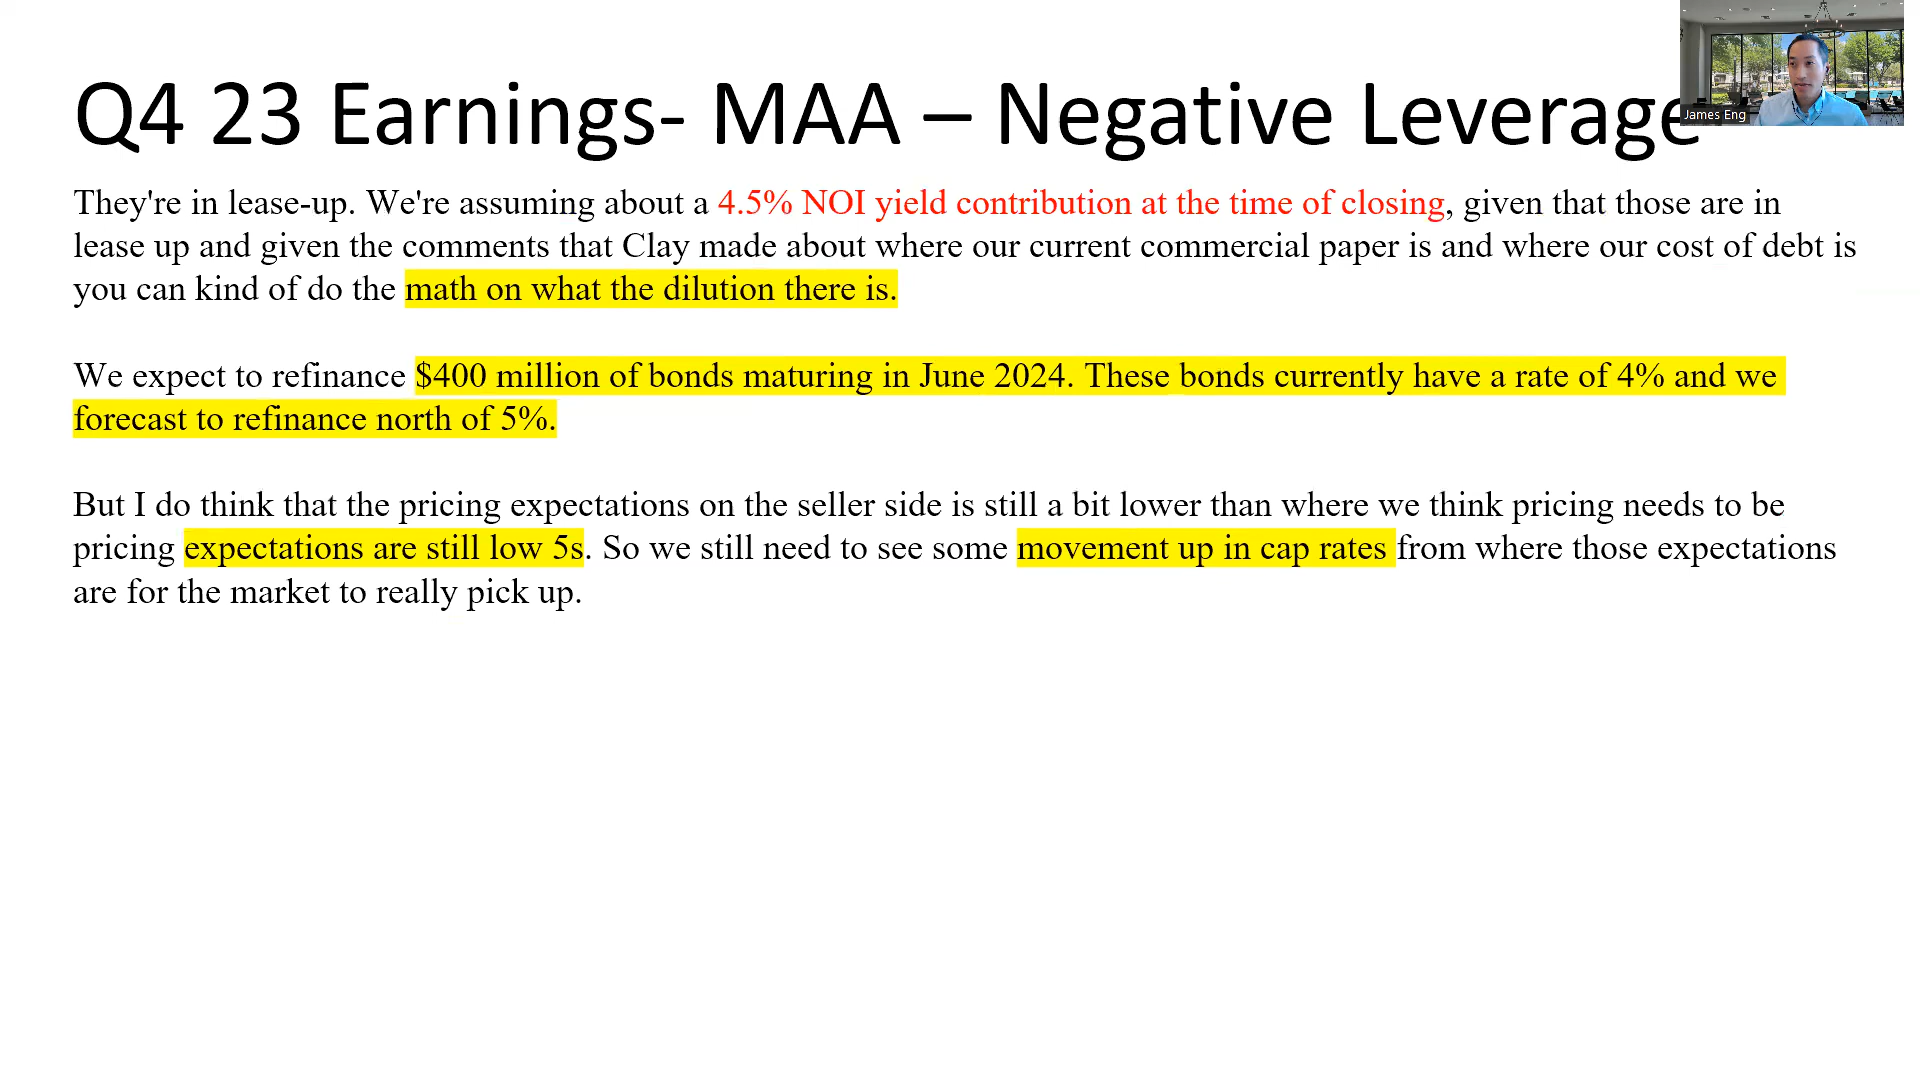 Q4 23 Earnings- MAA – Negative Leverage
James Eng
They're in lease-up. We're assuming about a 4.5% NOI yield contribution at the time of closing, given that those are in
lease up and given the comments that Clay made about where our current commercial paper is and where our cost of debt is
you can kind of do the math on what the dilution there is.
We expect to refinance $400 million of bonds maturing in June 2024. These bonds currently have a rate of 4% and we
forecast to refinance north of 5%.
But I do think that the pricing expectations on the seller side is still a bit lower than where we think pricing needs to be
pricing expectations are still low 5s. So we still need to see some movement up in cap rates from where those expectations
are for the market to really pick up.